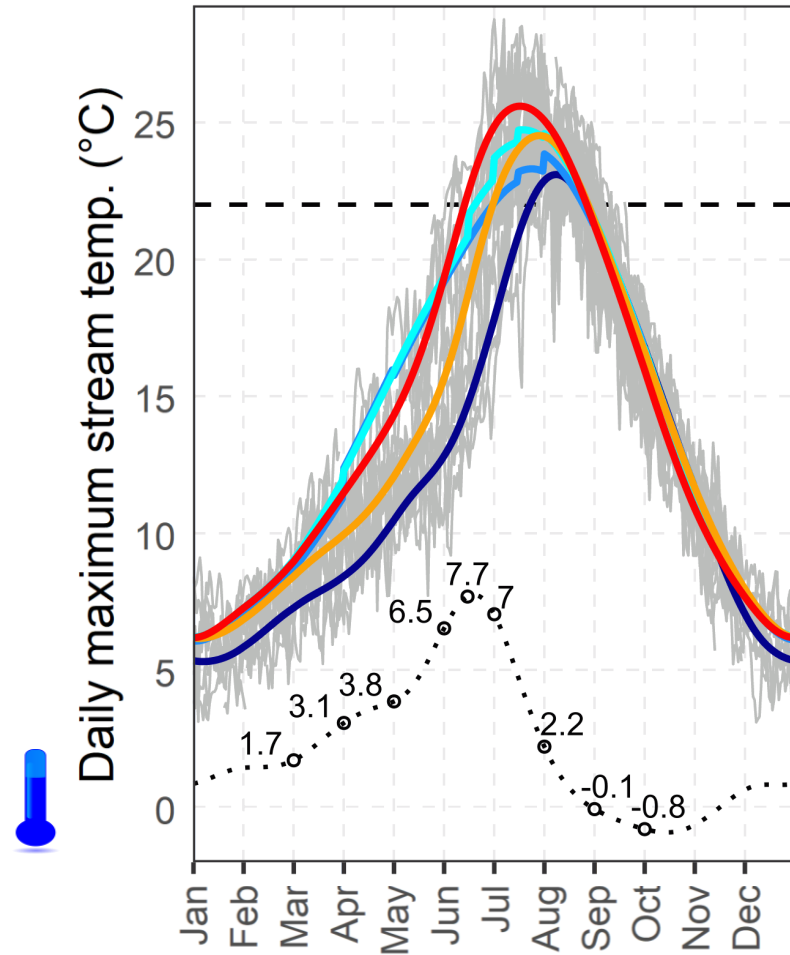 Daily maximum stream temp. (°C)
25
20
15
10
5
0
7.7
7
6.5
3.8
3.1
1.7
2.2
-0.1
-0.8
Jan
Feb
Mar
Apr
May
Jun
Jul
Aug
Sep
Oct
Nov
Dec